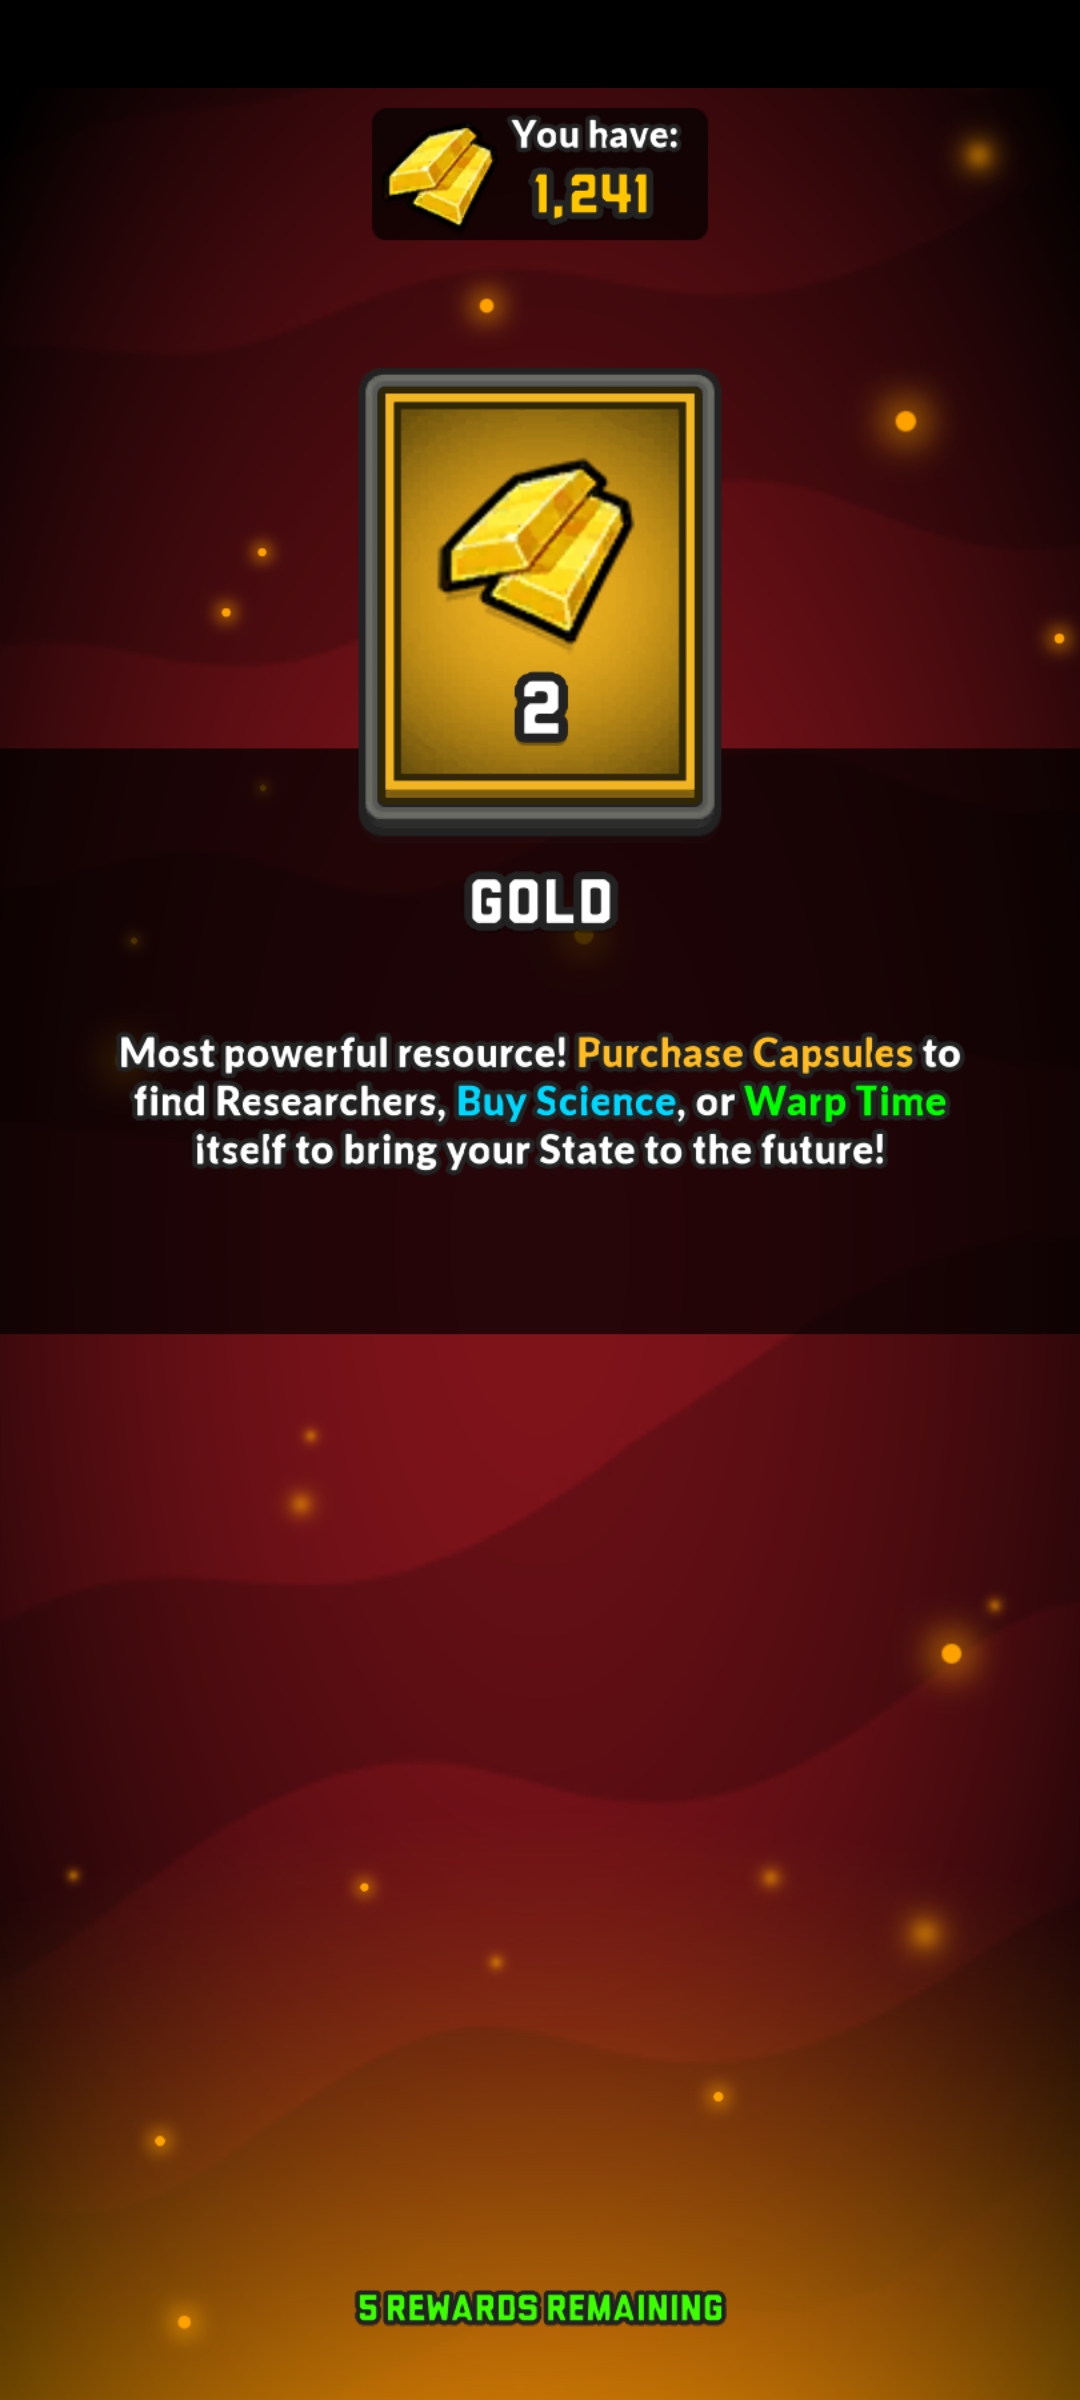 You have:
1,241
2
GOLD
Most powerful resource! Purchase Capsules to
find Researchers, Buy Science, or Warp Time
itself to bring your State to the future!
5 REWARDS REMAINING